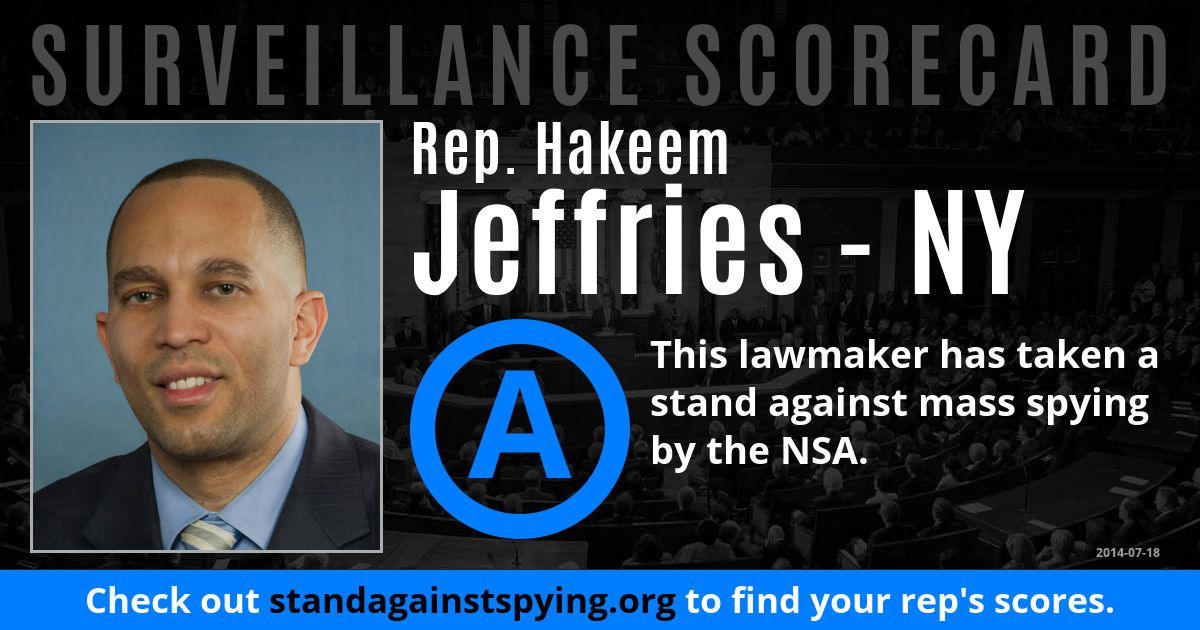 SURVEILLANCE SCORECARD
Rep. Hakeem
Jeffries - NY
A
This lawmaker has taken a
stand against mass spying
by the NSA.
2014-07-18
Check out standagainstspying.org to find your rep's scores.